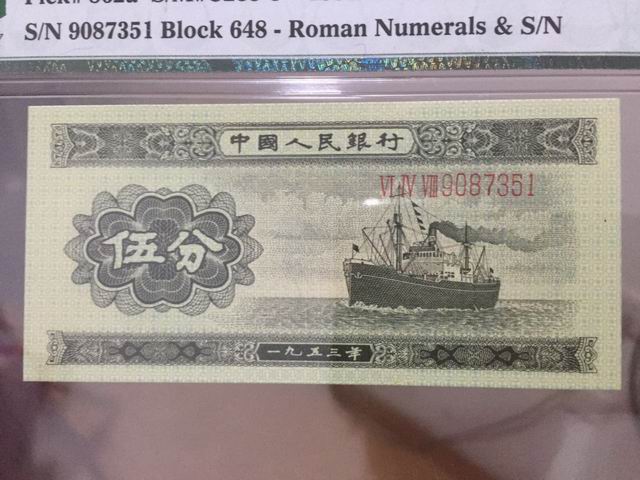 S/N 9087351 Block 648 - Roman Numerals & S/N
中國人民銀行
VI IV VIII 9087351
伍分
一九五三年